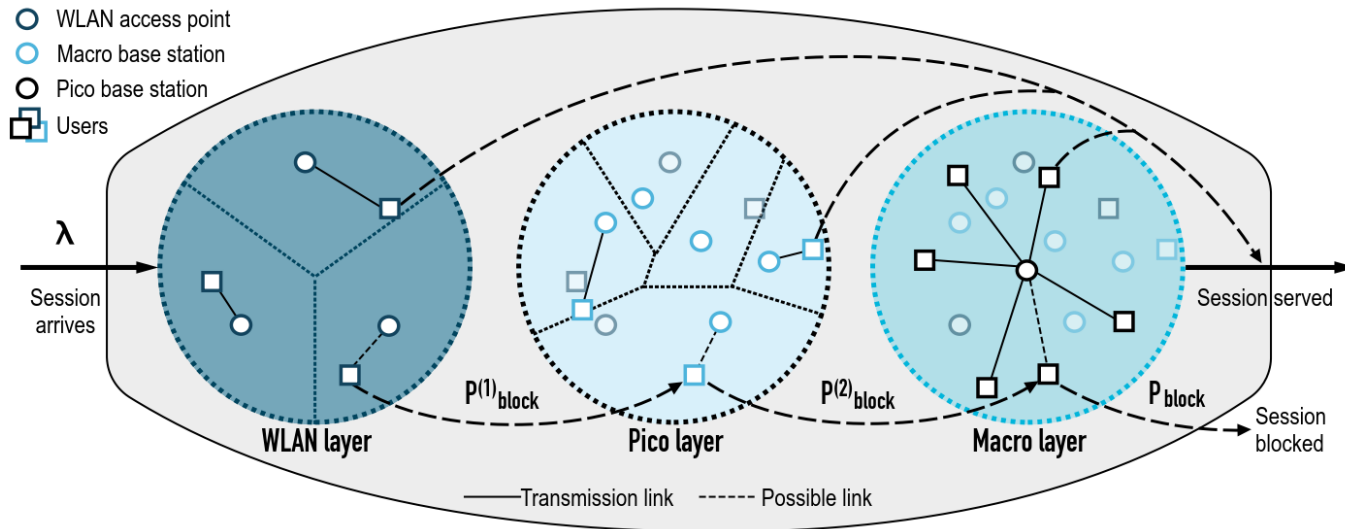 WLAN access point
Macro base station
Pico base station
Users
λ
Session
arrives
Session served
P(1)block
P(2)block
Pblock
WLAN layer
Pico layer
Macro layer
Session
blocked
Transmission link
Possible link